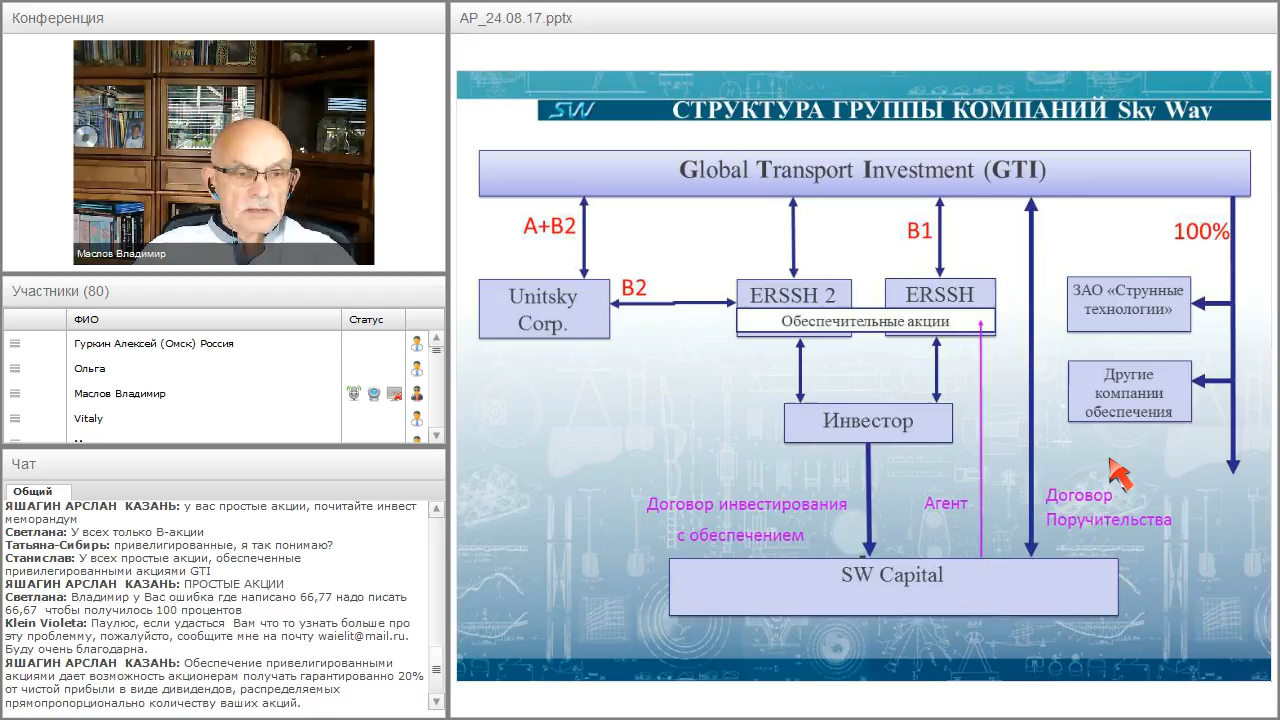 Конференция
Маслов Владимир
Участники (80)
ФИО
Статус
Гуркин Алексей (Омск) Россия
Ольга
Маслов Владимир
Vitaly
Чат
Общий
ЯШАГИН АРСЛАН КАЗАНЬ: у вас простые акции, почитайте инвест
меморандум
Светлана: У всех только В-акции
Татьяна-Сибирь: привелигированные, я так понимаю?
Станислав: У всех простые акции, обеспеченные
привилегированными акциями GTI
ЯШАГИН АРСЛАН КАЗАНЬ: ПРОСТЫЕ АКЦИИ
Светлана: Владимир у Вас ошибка где написано 66,77 надо писать
66,67 чтобы получилось 100 процентов
Klein Violeta: Паулюс, если удасться Вам что то узнать больше про
эту проблемму, пожалуйсто, сообщите мне на почту waielit@mail.ru.
Буду очень благодарна.
ЯШАГИН АРСЛАН КАЗАНЬ: Обеспечение привелигированными
акциями дает возможность акционерам получать гарантированно 20%
от чистой прибыли в виде дивидендов, распределяемых
прямопропорционально количеству ваших акций.
AP_24.08.17.pptx
SW
СТРУКТУРА ГРУППЫ КОМПАНИЙ Sky Way
Global Transport Investment (GTI)
A+B2
B1
100%
Unitsky
Corp.
B2
ERSSH 2
ERSSH
Обеспечительные акции
ЗАО «Струнные
технологии»
Другие
компании
обеспечения
Инвестор
Договор инвестирования
с обеспечением
Агент
Договор
Поручительства
SW Capital